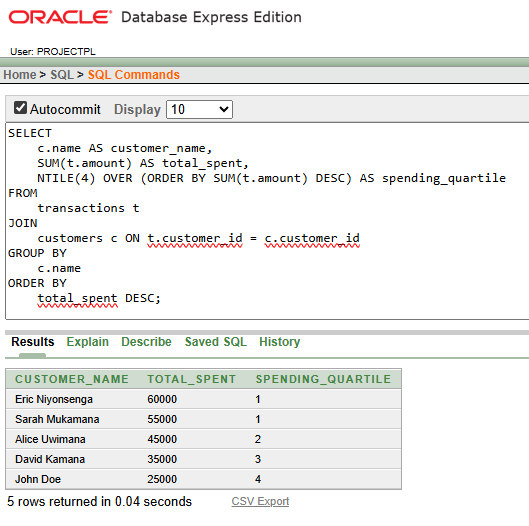 ORACLE® Database Express Edition
User: PROJECTPL
Home > SQL > SQL Commands
Autocommit Display 10
SELECT
c.name AS customer_name,
SUM(t.amount) AS total_spent,
NTILE(4) OVER (ORDER BY SUM(t.amount) DESC) AS spending_quartile
FROM
transactions t
JOIN
customers c ON t.customer_id = c.customer_id
GROUP BY
c.name
ORDER BY
total_spent DESC;
Results Explain Describe Saved SQL History
CUSTOMER_NAME TOTAL_SPENT SPENDING_QUARTILE
Eric Niyonsenga 60000 1
Sarah Mukamana 55000 1
Alice Uwimana 45000 2
David Kamana 35000 3
John Doe 25000 4
5 rows returned in 0.04 seconds CSV Export